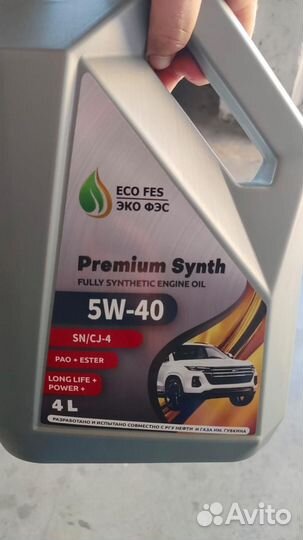 ECO FES
ЭКО ФЭС
Premium Synth
FULLY SYNTHETIC ENGINE OIL
5W-40
SN/CJ-4
PAO + ESTER
LONG LIFE +
POWER +
4 L
РАЗРАБОТАНО И ИСПЫТАНО СОВМЕСТНО С РГУ НЕФТИ И ГАЗА ИМ. ГУБКИНА
Avito